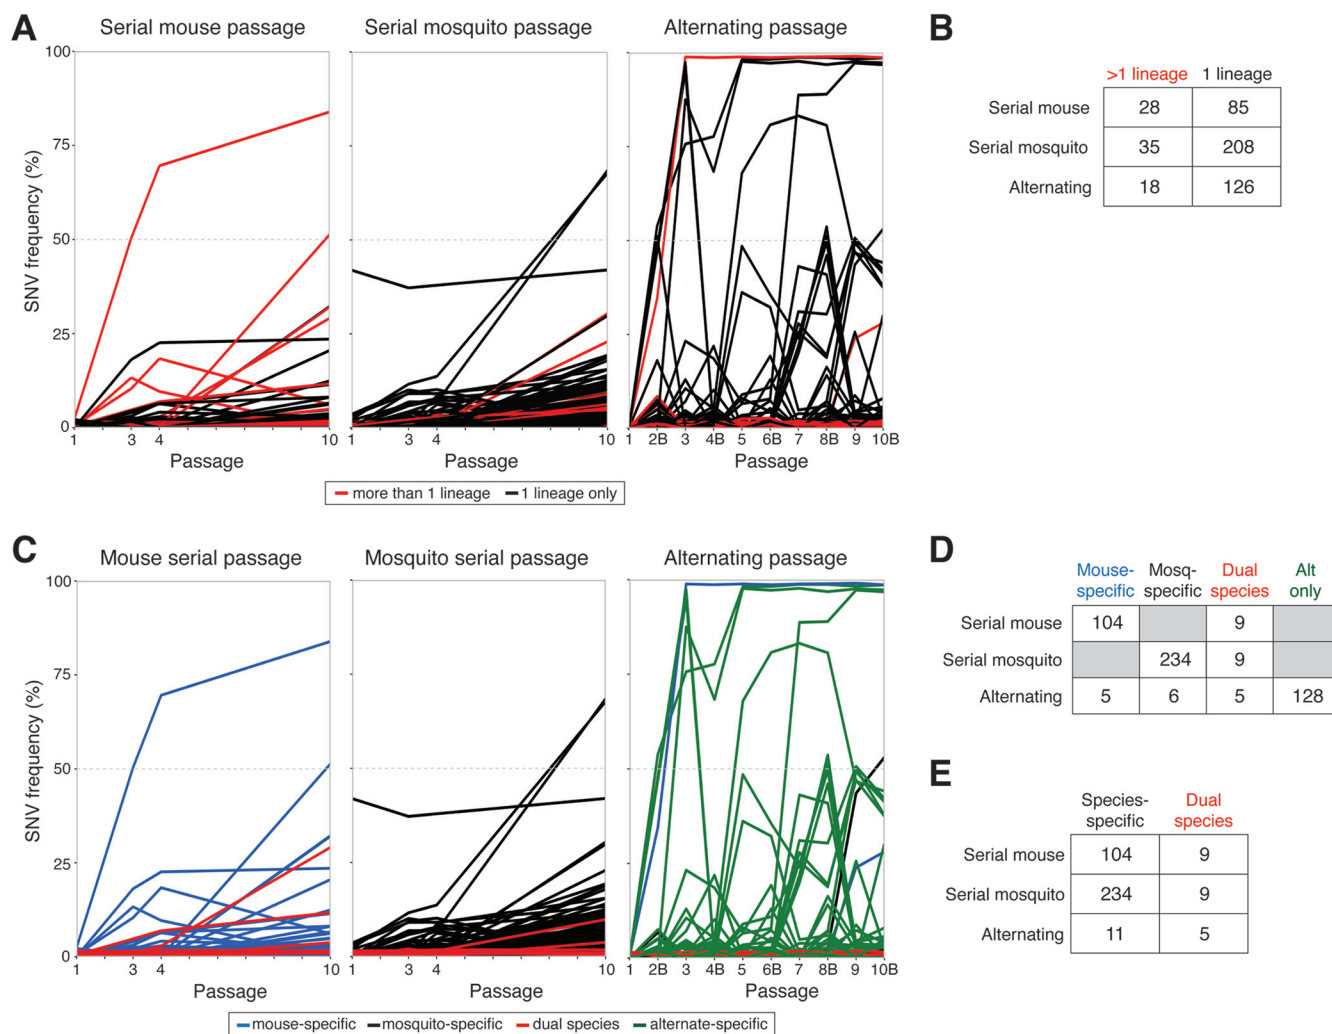 A
Serial mouse passage
Serial mosquito passage
Alternating passage
SNV frequency (%)
100
75
50
25
0
1 3 4 10
1 3 4 10
1 2B 3 4B 5 6B 7 8B 9 10B
Passage
Passage
Passage
more than 1 lineage 1 lineage only
B
>1 lineage 1 lineage
Serial mouse 28 85
Serial mosquito 35 208
Alternating 18 126
C
Mouse serial passage
Mosquito serial passage
Alternating passage
SNV frequency (%)
100
75
50
25
0
1 3 4 10
1 3 4 10
1 2B 3 4B 5 6B 7 8B 9 10B
Passage
Passage
Passage
mouse-specific mosquito-specific dual species alternate-specific
D
Mouse- Mosq- Dual Alt
specific specific species only
Serial mouse 104 9
Serial mosquito 234 9
Alternating 5 6 5 128
E
Species- Dual
specific species
Serial mouse 104 9
Serial mosquito 234 9
Alternating 11 5